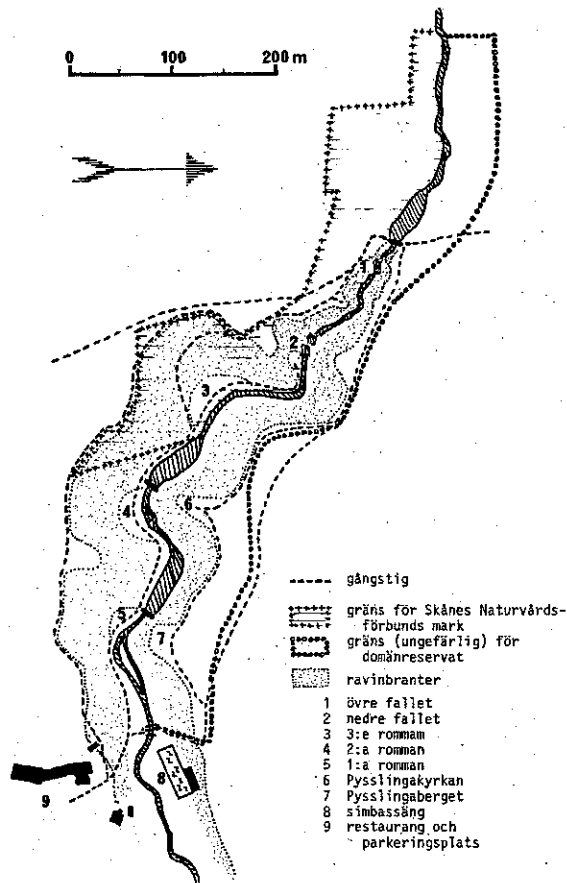 0 100 200 m
1
2
3
4
6
5
7
8
9
gångstig
gräns för Skånes Naturvårds-
förbunds mark
gräns (ungefärlig) för
domänreservat
ravinbranter
1 övre fallet
2 nedre fallet
3 3:e rommam
4 2:a romman
5 1:a romman
6 Pysslingakyrkan
7 Pysslingaberget
8 simbassäng
9 restaurang och
parkeringsplats